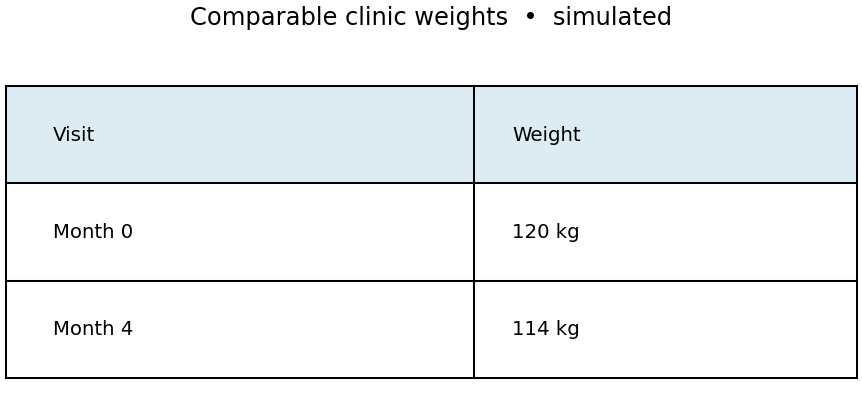 Comparable clinic weights • simulated
Visit Weight
Month 0 120 kg
Month 4 114 kg